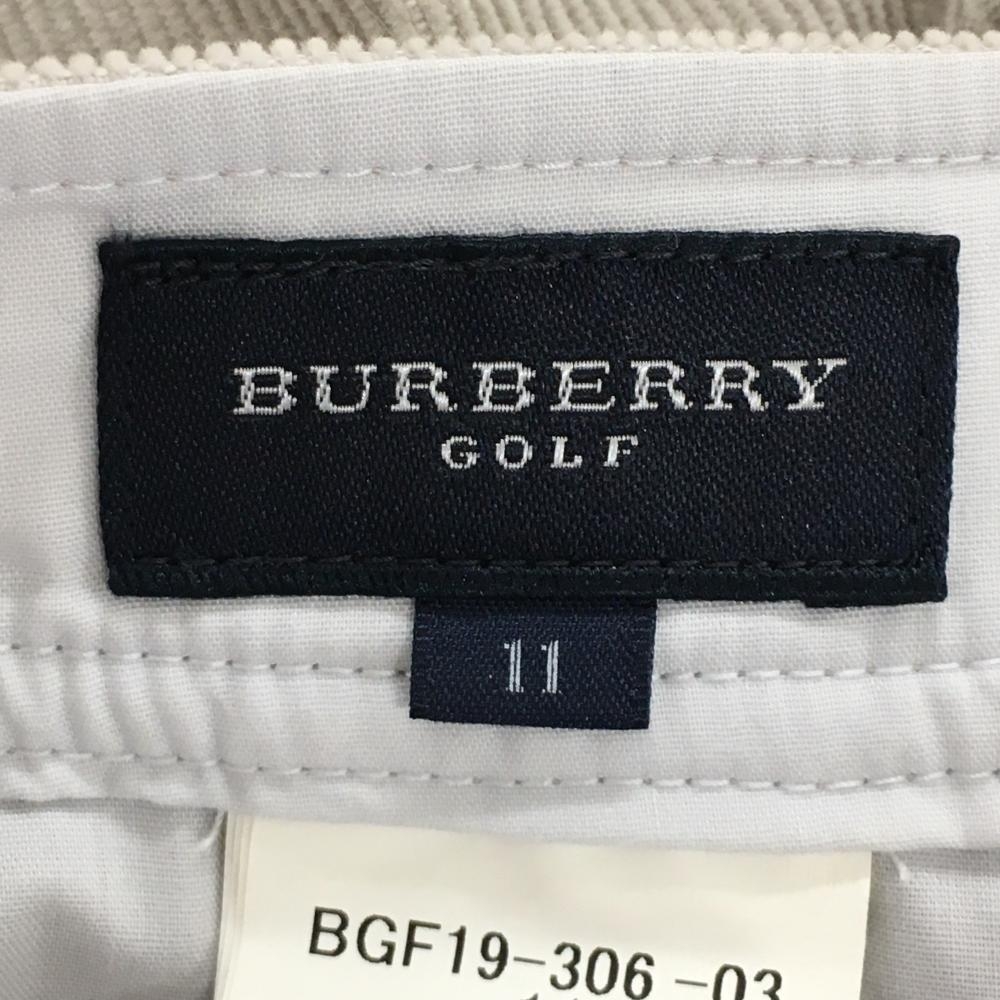 BURBERRY
GOLF
11
BGF19-306-03